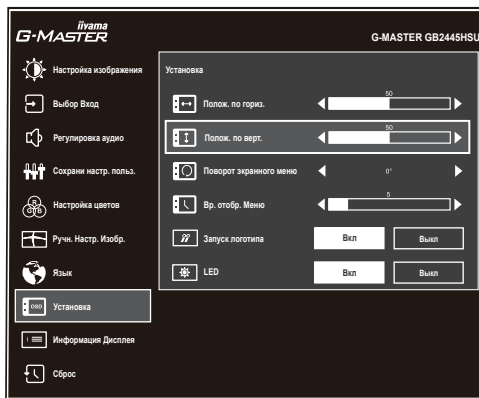 iiyama
G-MASTER
G-MASTER GB2445HSU
Настройка изображения
Выбор Вход
Регулировка аудио
Сохрани настр. польз.
R
G B
Настройка цветов
Ручн. Настр. Изобр.
Язык
OSD
Установка
Информация Дисплея
Сброс
Установка
Полож. по гориз.
50
Полож. по верт.
50
Поворот экранного меню
0°
Вр. отобр. Меню
5
Запуск логотипа
Вкл
Выкл
LED
Вкл
Выкл